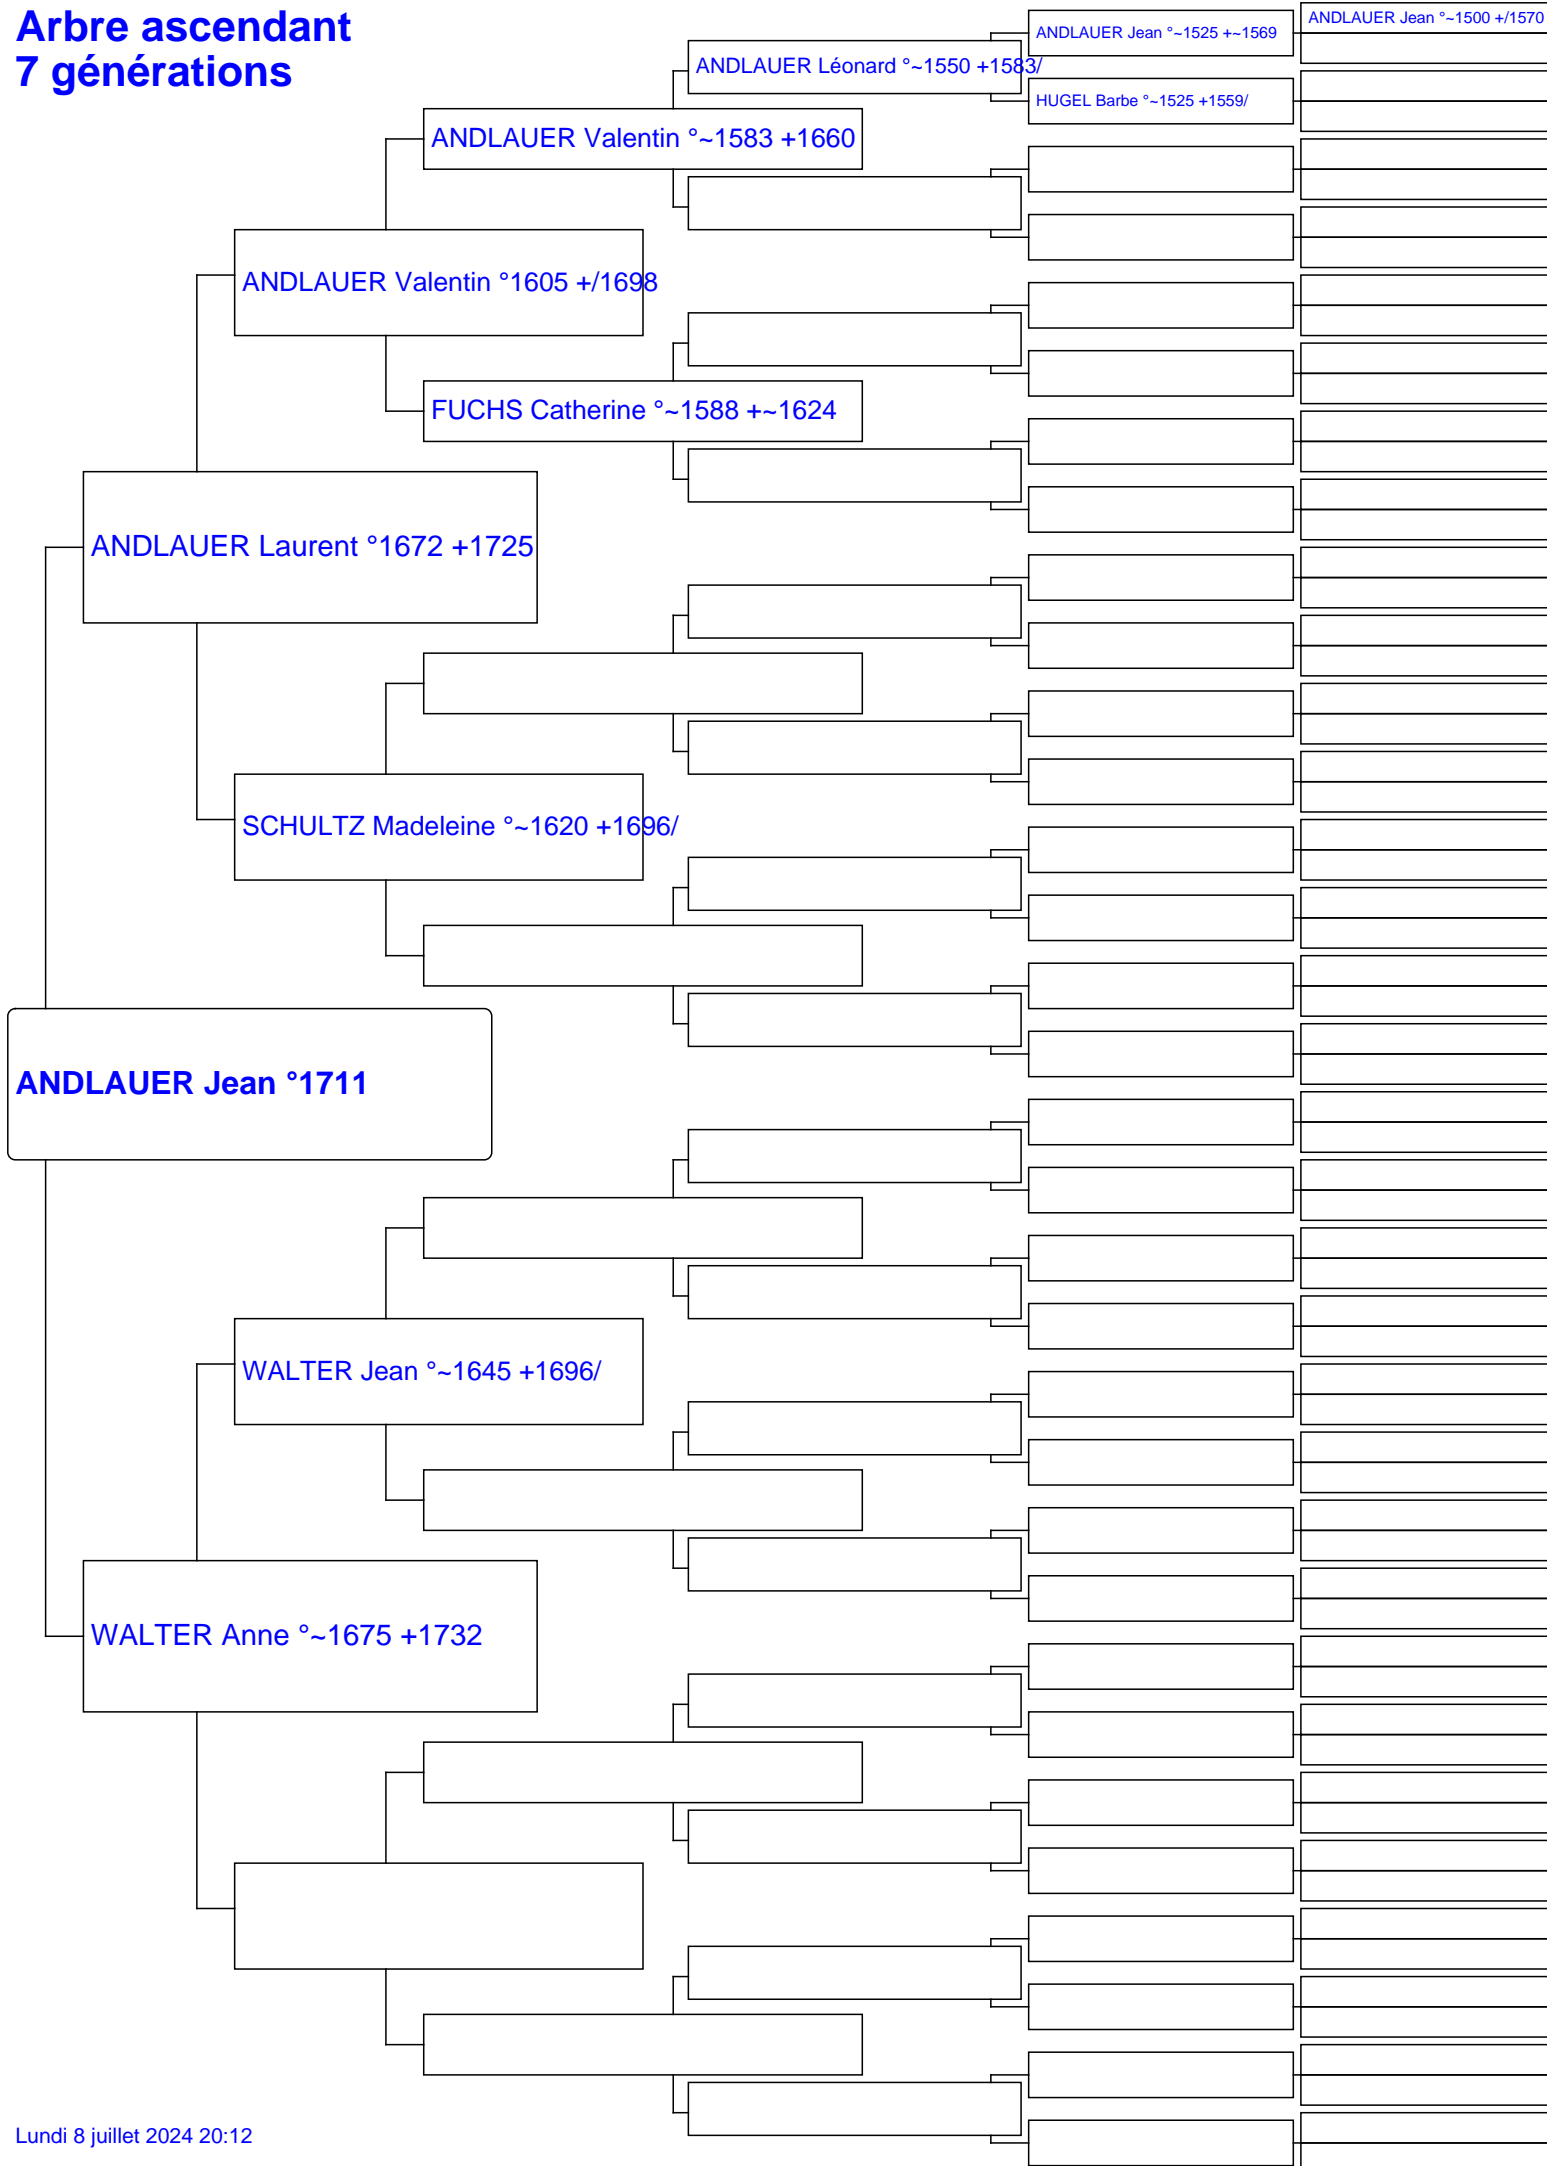 Arbre ascendant
7 générations
ANDLAUER Jean °~1500 +/1570
ANDLAUER Jean °~1525 +~1569
ANDLAUER Léonard °~1550 +1583/
HUGEL Barbe °~1525 +1559/
ANDLAUER Valentin °~1583 +1660
ANDLAUER Valentin °1605 +/1698
FUCHS Catherine °~1588 +~1624
ANDLAUER Laurent °1672 +1725
SCHULTZ Madeleine °~1620 +1696/
ANDLAUER Jean °1711
WALTER Jean °~1645 +1696/
WALTER Anne °~1675 +1732
Lundi 8 juillet 2024 20:12